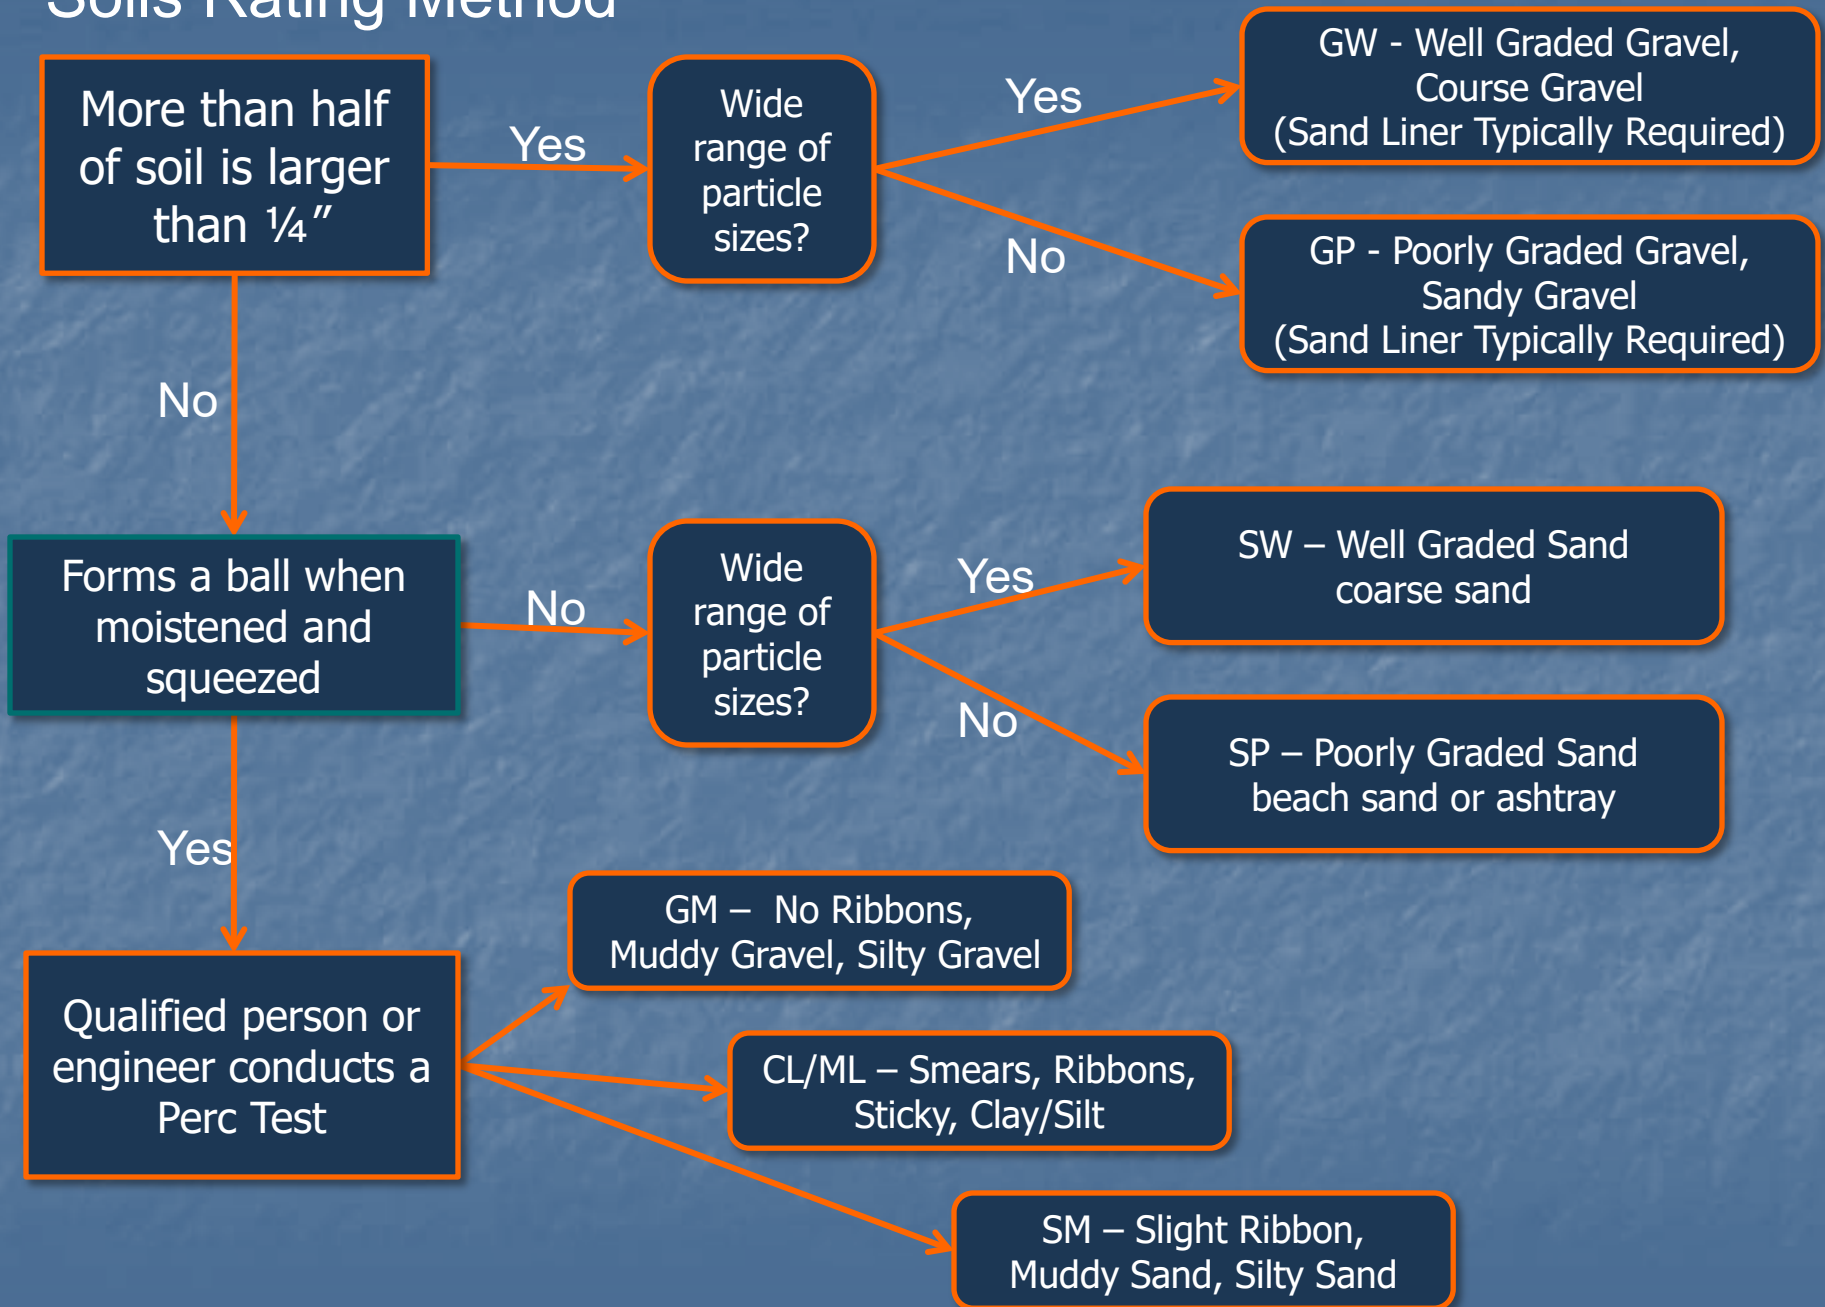 Soils Rating Method
More than half
of soil is larger
than ¼"
Yes
Wide
range of
particle
sizes?
Yes
GW - Well Graded Gravel,
Course Gravel
(Sand Liner Typically Required)
No
GP - Poorly Graded Gravel,
Sandy Gravel
(Sand Liner Typically Required)
No
Forms a ball when
moistened and
squeezed
No
Wide
range of
particle
sizes?
Yes
SW – Well Graded Sand
coarse sand
No
SP – Poorly Graded Sand
beach sand or ashtray
Yes
Qualified person or
engineer conducts a
Perc Test
GM – No Ribbons,
Muddy Gravel, Silty Gravel
CL/ML – Smears, Ribbons,
Sticky, Clay/Silt
SM – Slight Ribbon,
Muddy Sand, Silty Sand